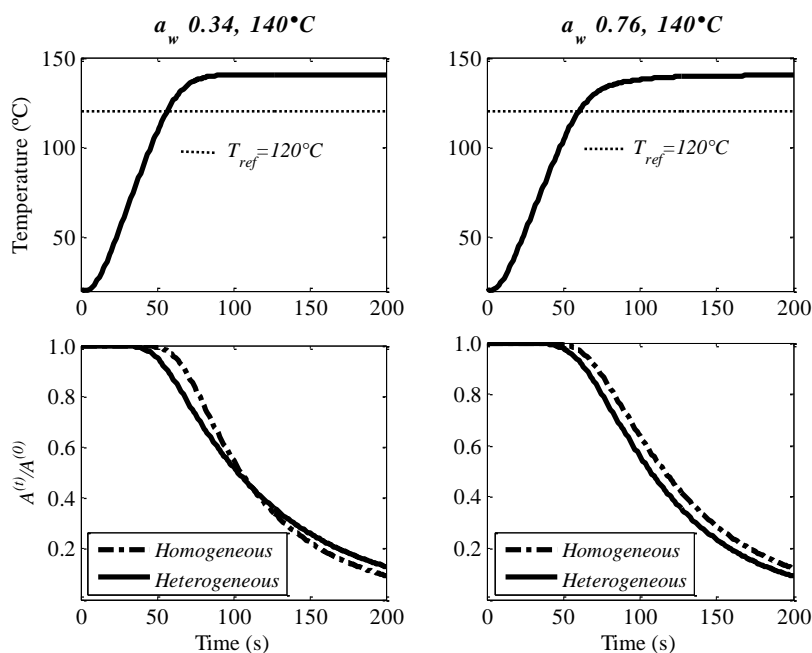 a_w 0.34, 140°C
a_w 0.76, 140°C
150
100
50
Temperature (ºC)
T_ref=120°C
0 50 100 150 200
150
100
50
T_ref=120°C
0 50 100 150 200
1.0
0.8
0.6
0.4
0.2
A^(t)/A^(0)
Homogeneous
Heterogeneous
0 50 100 150 200
Time (s)
1.0
0.8
0.6
0.4
0.2
Homogeneous
Heterogeneous
0 50 100 150 200
Time (s)